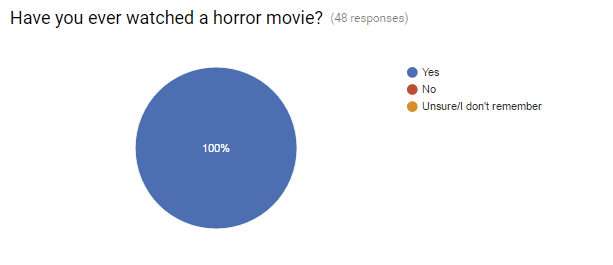 Have you ever watched a horror movie? (48 responses)
Yes
No
Unsure/I don't remember
100%